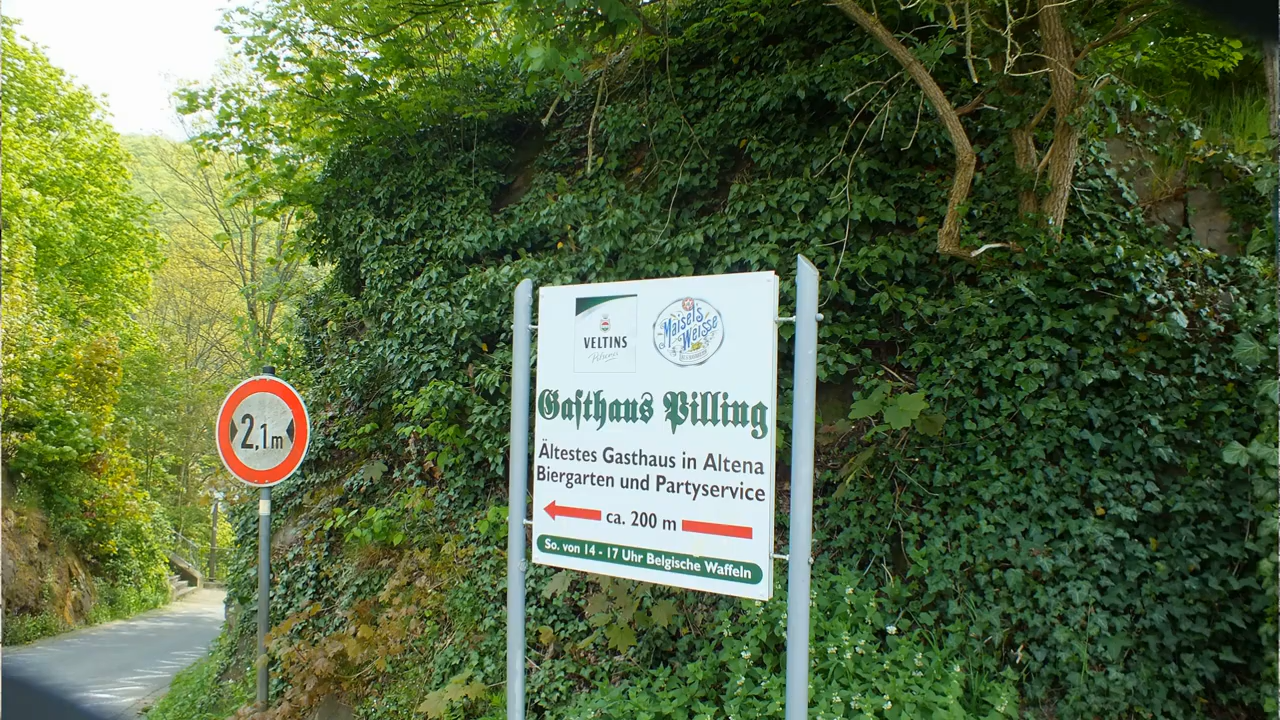 2,1m
VELTINS
Pilsener
Maisel's
Weisse
Gasthaus Pilling
Ältestes Gasthaus in Altena
Biergarten und Partyservice
ca. 200 m
So. von 14 - 17 Uhr Belgische Waffeln